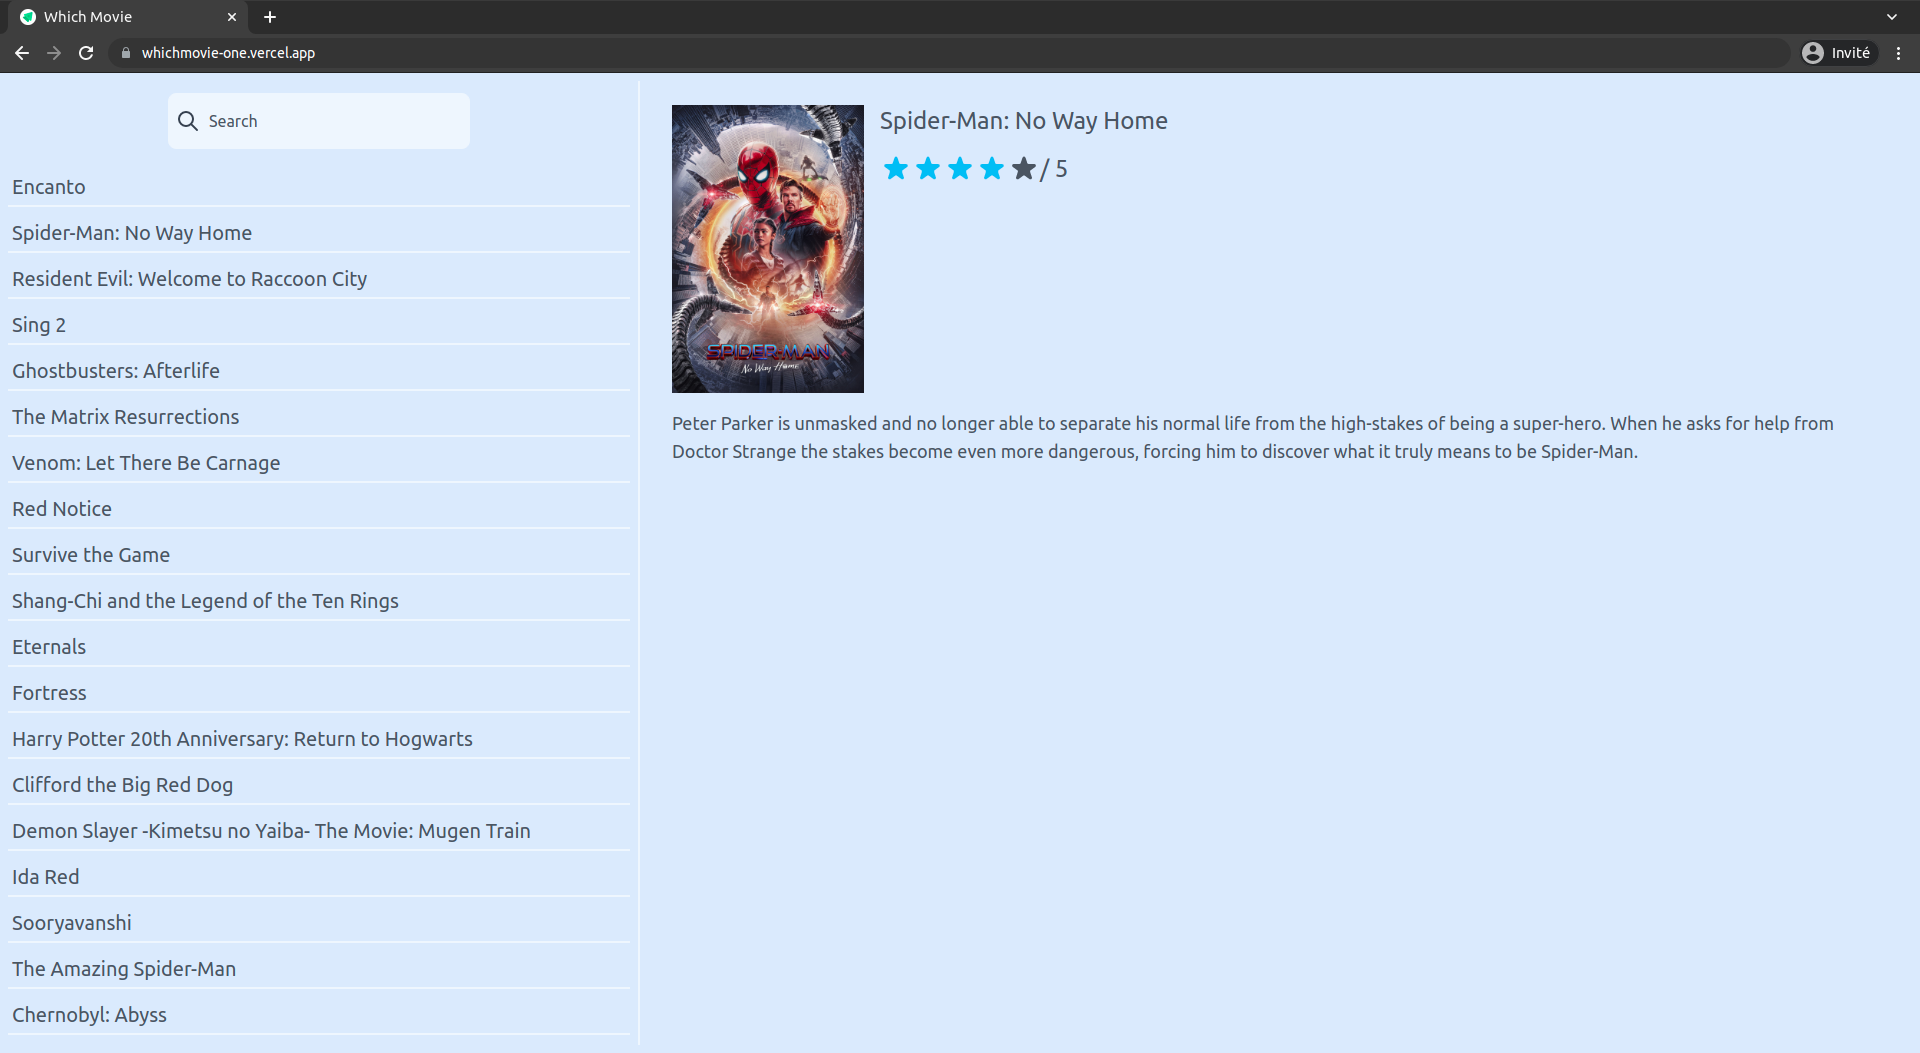 Which Movie
whichmovie-one.vercel.app
Invité
Search
Encanto
Spider-Man: No Way Home
Resident Evil: Welcome to Raccoon City
Sing 2
Ghostbusters: Afterlife
The Matrix Resurrections
Venom: Let There Be Carnage
Red Notice
Survive the Game
Shang-Chi and the Legend of the Ten Rings
Eternals
Fortress
Harry Potter 20th Anniversary: Return to Hogwarts
Clifford the Big Red Dog
Demon Slayer -Kimetsu no Yaiba- The Movie: Mugen Train
Ida Red
Sooryavanshi
The Amazing Spider-Man
Chernobyl: Abyss
Spider-Man: No Way Home
/ 5
SPIDER-MAN
No Way Home
Peter Parker is unmasked and no longer able to separate his normal life from the high-stakes of being a super-hero. When he asks for help from
Doctor Strange the stakes become even more dangerous, forcing him to discover what it truly means to be Spider-Man.